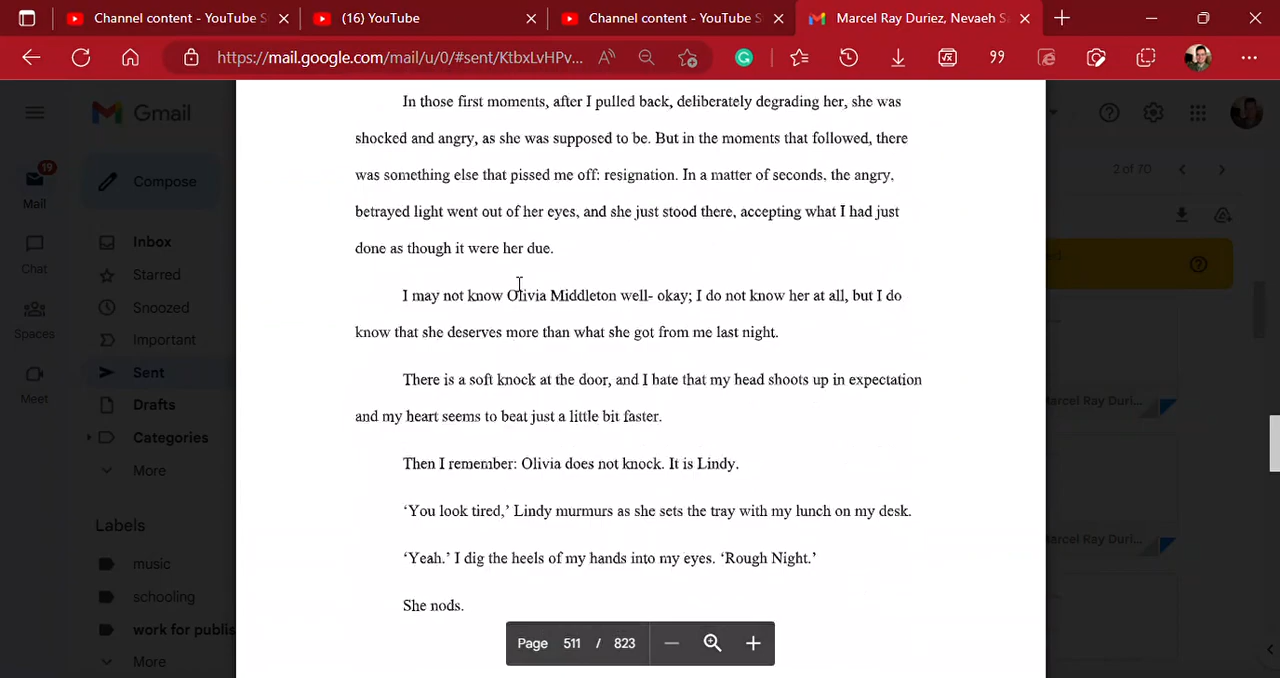 Channel content - YouTube S
(16) YouTube
Channel content - YouTube S
Marcel Ray Duriez, Nevaeh S
https://mail.google.com/mail/u/0/#sent/KtbxLvHPv...
Gmail
2 of 70
19
Mail
Compose
Chat
Inbox
Starred
Snoozed
Spaces
Important
Meet
Sent
Drafts
Categories
More
Labels
music
schooling
work for publis
More
In those first moments, after I pulled back, deliberately degrading her, she was
shocked and angry, as she was supposed to be. But in the moments that followed, there
was something else that pissed me off: resignation. In a matter of seconds, the angry,
betrayed light went out of her eyes, and she just stood there, accepting what I had just
done as though it were her due.
I may not know Olivia Middleton well- okay; I do not know her at all, but I do
know that she deserves more than what she got from me last night.
There is a soft knock at the door, and I hate that my head shoots up in expectation
and my heart seems to beat just a little bit faster.
Then I remember: Olivia does not knock. It is Lindy.
‘You look tired,’ Lindy murmurs as she sets the tray with my lunch on my desk.
‘Yeah.’ I dig the heels of my hands into my eyes. ‘Rough Night.’
She nods.
Page 511 / 823
arcel Ray Duri...
arcel Ray Duri...